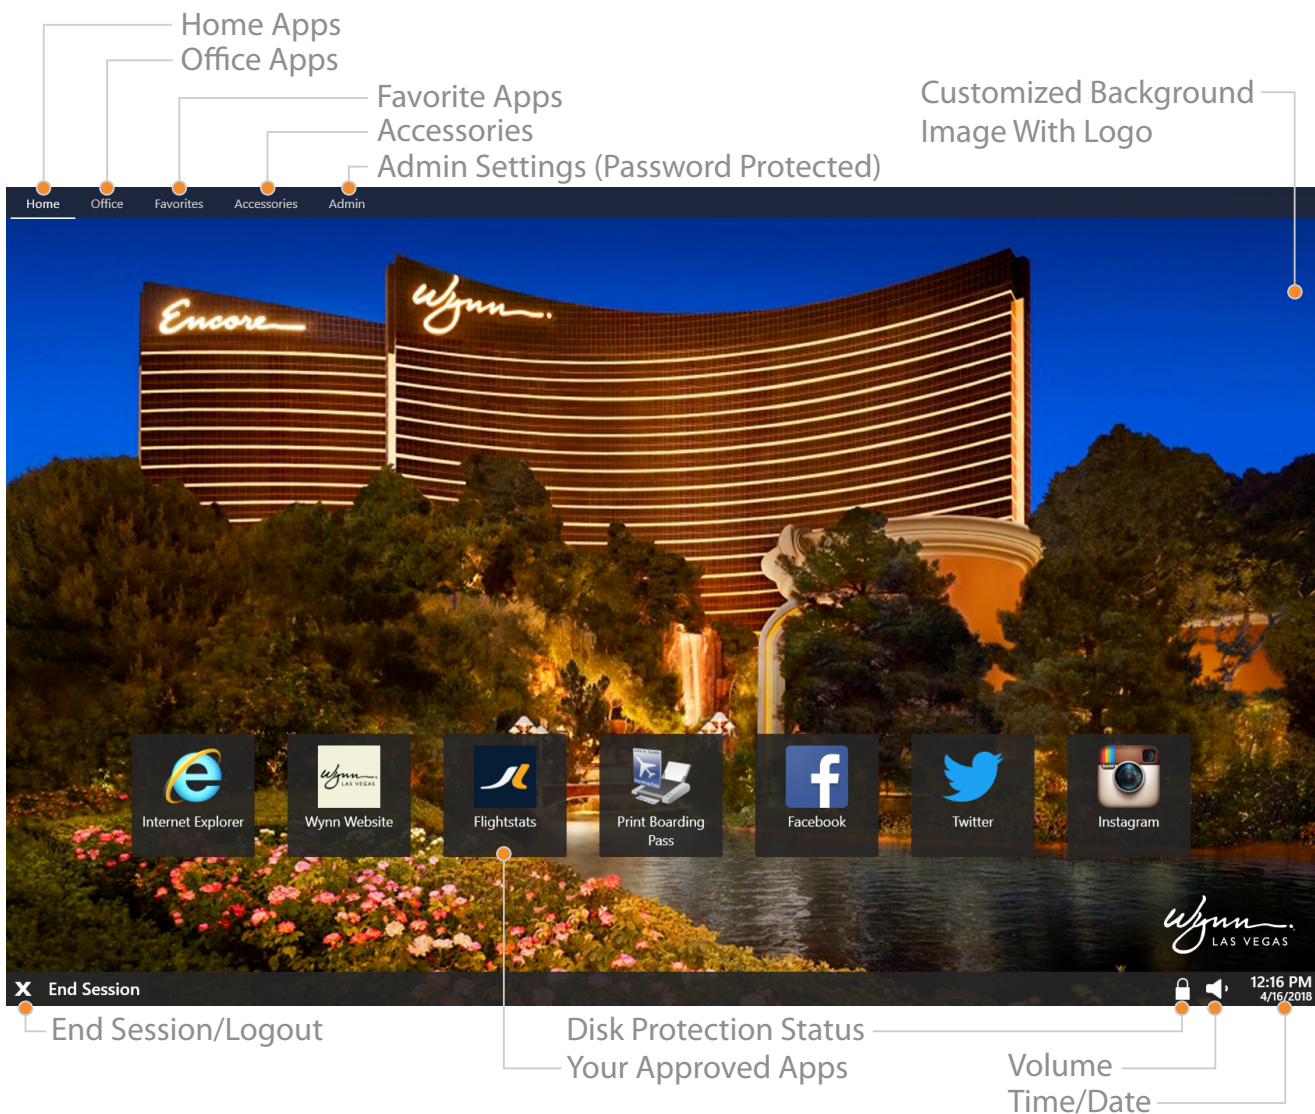 Home Apps
Office Apps
Favorite Apps
Accessories
Admin Settings (Password Protected)
Customized Background
Image With Logo
Home Office Favorites Accessories Admin
Encore
Wynn.
Internet Explorer
Wynn.
LAS VEGAS
Wynn Website
Flightstats
Print Boarding
Pass
Facebook
Twitter
Instagram
Wynn.
LAS VEGAS
X End Session
12:16 PM
4/16/2018
End Session/Logout
Disk Protection Status
Your Approved Apps
Volume
Time/Date